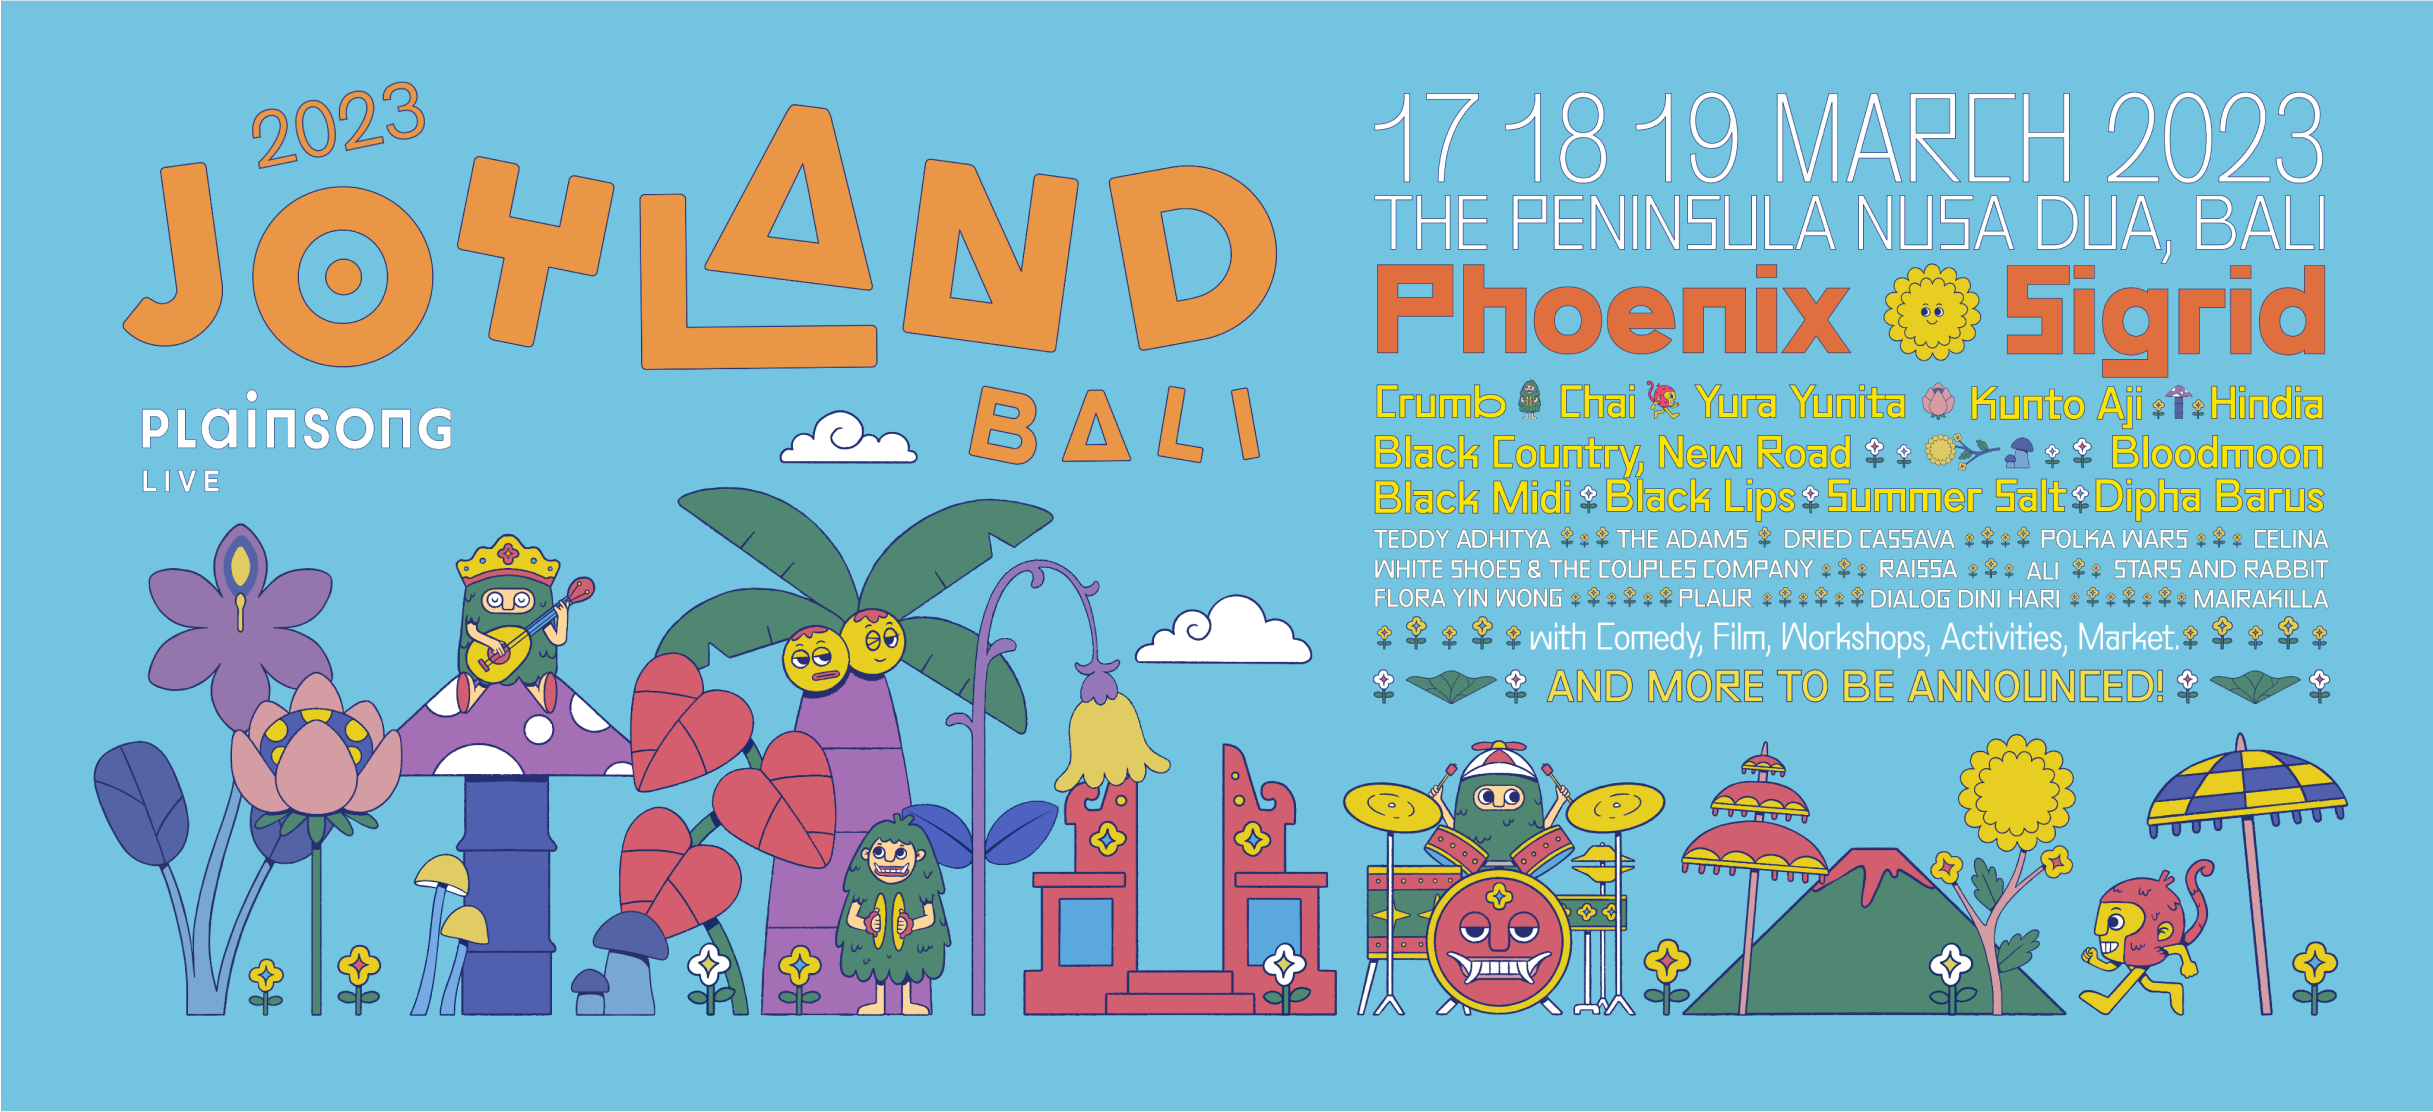 2023
JOYLAND
BALI
PLainsong
LIVE
17 18 19 MARCH 2023
THE PENINSULA NUSA DUA, BALI
Phoenix Sigrid
Crumb Chai Yura Yunita Kunto Aji Hindia
Black Country, New Road Bloodmoon
Black Midi Black Lips Summer Salt Dipha Barus
TEDDY ADHITYA THE ADAMS DRIED CASSAVA POLKA WARS CELINA
WHITE SHOES & THE COUPLES COMPANY RAISSA ALI STARS AND RABBIT
FLORA YIN WONG PLAUR DIALOG DINI HARI MAIRAKILLA
with Comedy, Film, Workshops, Activities, Market.
AND MORE TO BE ANNOUNCED!